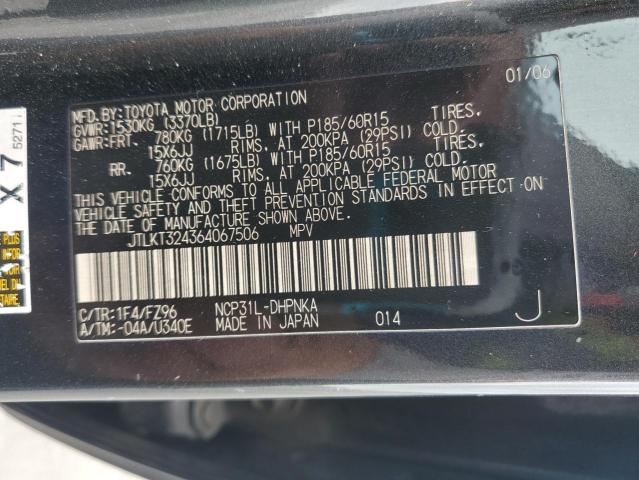 01/06
MFD.BY:TOYOTA MOTOR CORPORATION
GVWR:1530KG (3370LB)
GAWR:FRT. 780KG (1715LB) WITH P185/60R15 TIRES.
15X6JJ RIMS, AT 200KPA (29PSI) COLD.
RR. 760KG (1675LB) WITH P185/60R15 TIRES.
15X6JJ RIMS, AT 200KPA (29PSI) COLD.
THIS VEHICLE CONFORMS TO ALL APPLICABLE FEDERAL MOTOR
VEHICLE SAFETY AND THEFT PREVENTION STANDARDS IN EFFECT ON
THE DATE OF MANUFACTURE SHOWN ABOVE.
JTLKT324364067506 MPV
C/TR:1F4/FZ96 NCP31L-DHPNKA
A/TM:-04A/U340E MADE IN JAPAN 014 J
X 7
5271
PLUS